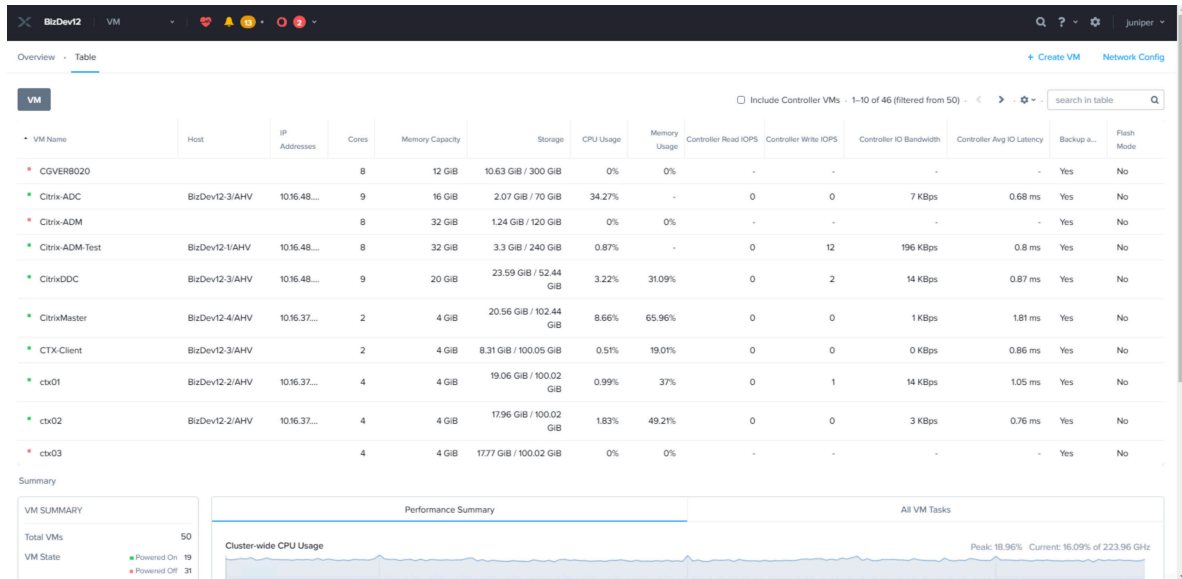 BizDev12 VM 13 2 ? juniper
Overview · Table + Create VM Network Config
VM Include Controller VMs · 1–10 of 46 (filtered from 50) · < > · · search in table
VM Name Host IP Addresses Cores Memory Capacity Storage CPU Usage Memory Usage Controller Read IOPS Controller Write IOPS Controller IO Bandwidth Controller Avg IO Latency Backup a... Flash Mode
CGVER8020 8 12 GiB 10.63 GiB / 300 GiB 0% 0% - - - - Yes No
Citrix-ADC BizDev12-3/AHV 10.16.48.... 9 16 GiB 2.07 GiB / 70 GiB 34.27% - 0 0 7 KBps 0.68 ms Yes No
Citrix-ADM 8 32 GiB 1.24 GiB / 120 GiB 0% 0% - - - - Yes No
Citrix-ADM-Test BizDev12-1/AHV 10.16.48.... 8 32 GiB 3.3 GiB / 240 GiB 0.87% - 0 12 196 KBps 0.8 ms Yes No
CitrixDDC BizDev12-3/AHV 10.16.48.... 9 20 GiB 23.59 GiB / 52.44 GiB 3.22% 31.09% 0 2 14 KBps 0.87 ms Yes No
CitrixMaster BizDev12-4/AHV 10.16.37.... 2 4 GiB 20.56 GiB / 102.44 GiB 8.66% 65.96% 0 0 1 KBps 1.81 ms Yes No
CTX-Client BizDev12-3/AHV 2 4 GiB 8.31 GiB / 100.05 GiB 0.51% 19.01% 0 0 0 KBps 0.86 ms Yes No
ctx01 BizDev12-2/AHV 10.16.37.... 4 4 GiB 19.06 GiB / 100.02 GiB 0.99% 37% 0 1 14 KBps 1.05 ms Yes No
ctx02 BizDev12-2/AHV 10.16.37.... 4 4 GiB 17.96 GiB / 100.02 GiB 1.83% 49.21% 0 0 3 KBps 0.76 ms Yes No
ctx03 4 4 GiB 17.77 GiB / 100.02 GiB 0% 0% - - - - Yes No
Summary
VM SUMMARY
Total VMs 50
VM State Powered On 19
Powered Off 31
Performance Summary All VM Tasks
Cluster-wide CPU Usage Peak: 18.96% Current: 16.09% of 223.96 GHz